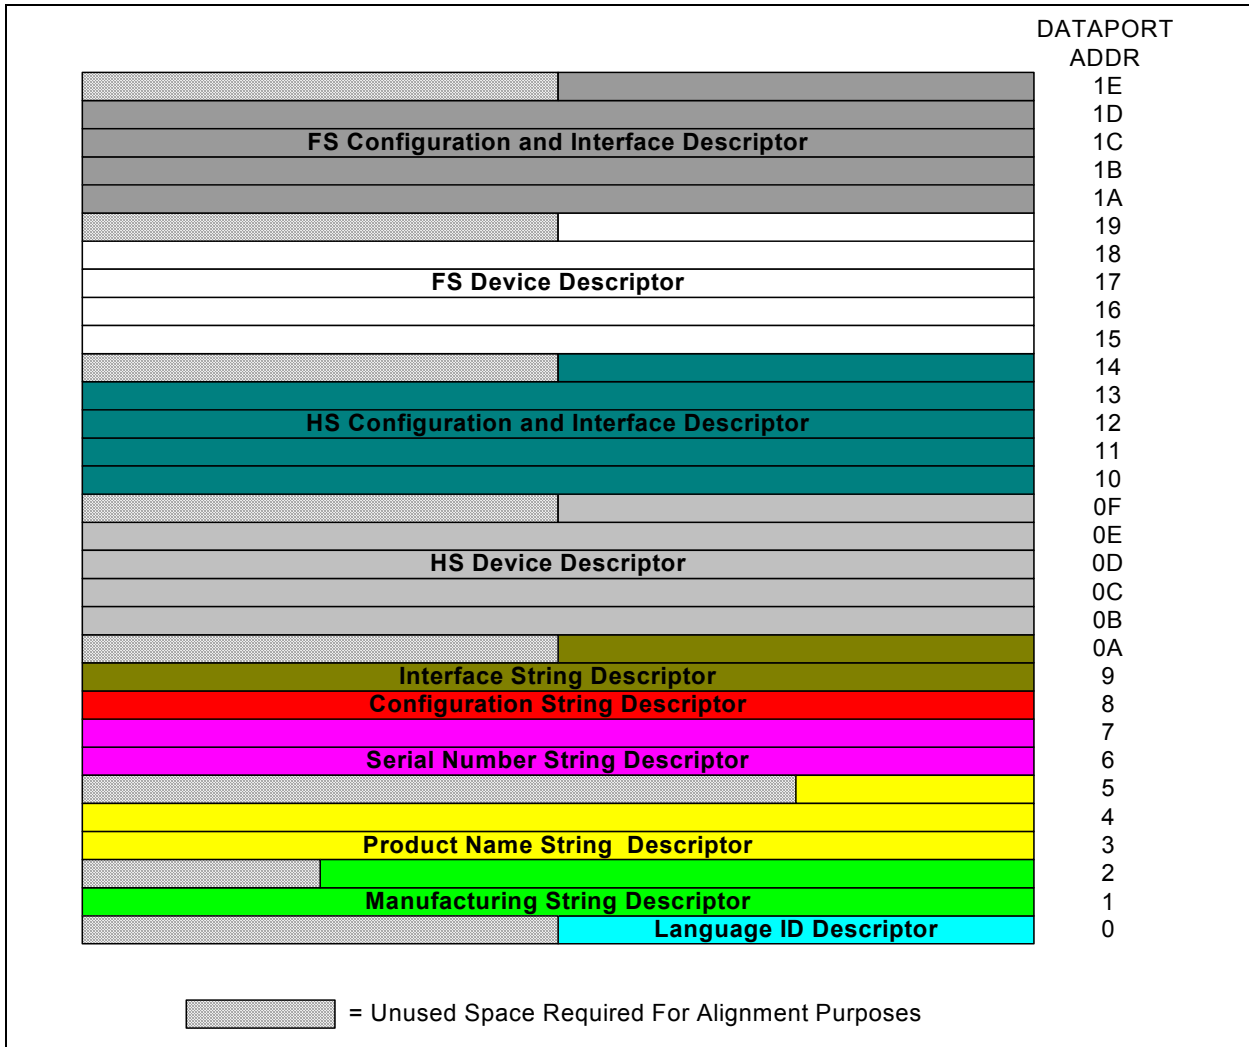 DATAPORT
ADDR
1E
1D
FS Configuration and Interface Descriptor 1C
1B
1A
19
18
FS Device Descriptor 17
16
15
14
13
HS Configuration and Interface Descriptor 12
11
10
0F
0E
HS Device Descriptor 0D
0C
0B
0A
Interface String Descriptor 9
Configuration String Descriptor 8
7
Serial Number String Descriptor 6
5
4
Product Name String Descriptor 3
2
Manufacturing String Descriptor 1
Language ID Descriptor 0
= Unused Space Required For Alignment Purposes